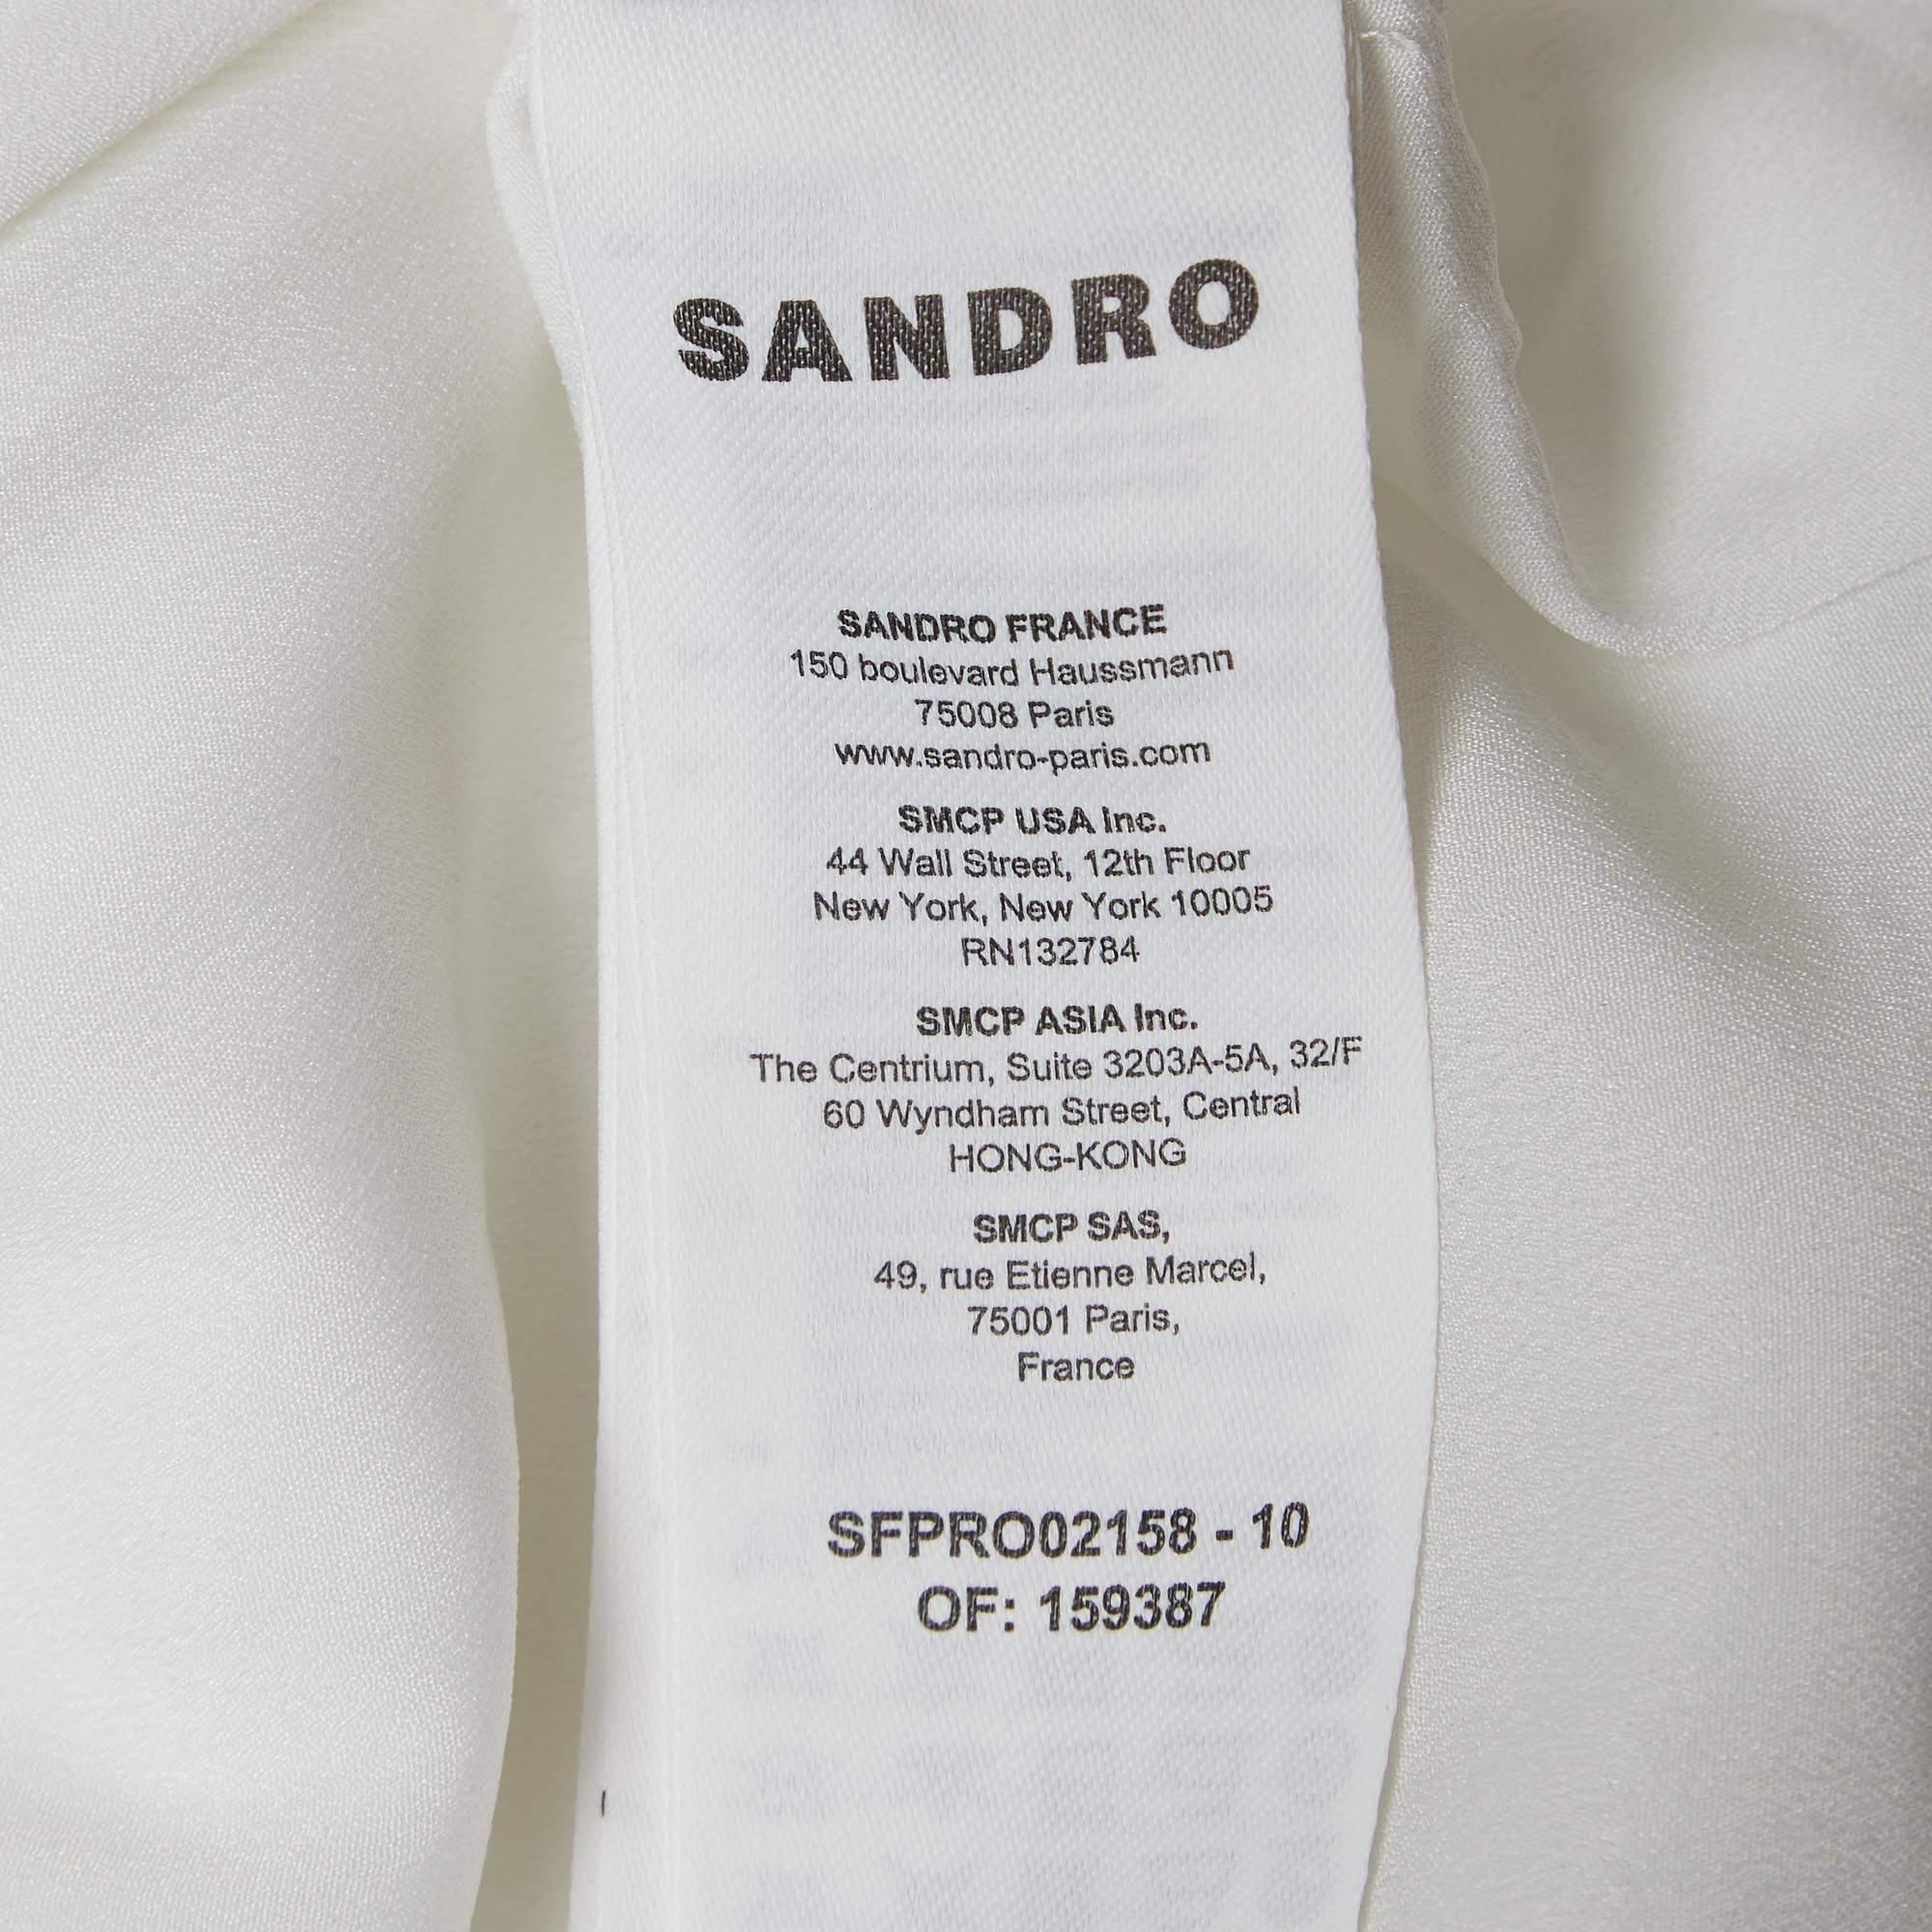 SANDRO
SANDRO FRANCE
150 boulevard Haussmann
75008 Paris
www.sandro-paris.com
SMCP USA Inc.
44 Wall Street, 12th Floor
New York, New York 10005
RN132784
SMCP ASIA Inc.
The Centrium, Suite 3203A-5A, 32/F
60 Wyndham Street, Central
HONG-KONG
SMCP SAS,
49, rue Etienne Marcel,
75001 Paris,
France
SFPRO02158 - 10
OF: 159387